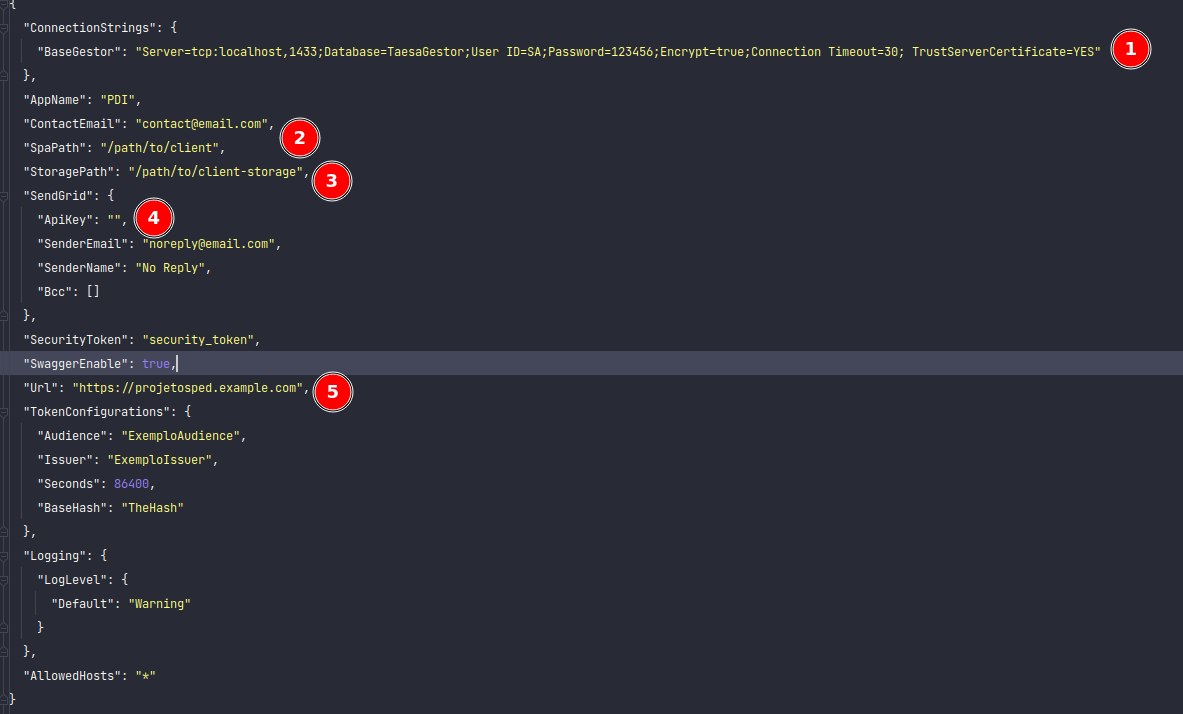 {
"ConnectionStrings": {
"BaseGestor": "Server=tcp:localhost,1433;Database=TaesaGestor;User ID=SA;Password=123456;Encrypt=true;Connection Timeout=30; TrustServerCertificate=YES" 1
},
"AppName": "PDI",
"ContactEmail": "contact@email.com", 2
"SpaPath": "/path/to/client",
"StoragePath": "/path/to/client-storage", 3
"SendGrid": {
"ApiKey": "", 4
"SenderEmail": "noreply@email.com",
"SenderName": "No Reply",
"Bcc": []
},
"SecurityToken": "security_token",
"SwaggerEnable": true,
"Url": "https://projetosped.example.com", 5
"TokenConfigurations": {
"Audience": "ExemploAudience",
"Issuer": "ExemploIssuer",
"Seconds": 86400,
"BaseHash": "TheHash"
},
"Logging": {
"LogLevel": {
"Default": "Warning"
}
},
"AllowedHosts": "*"
}